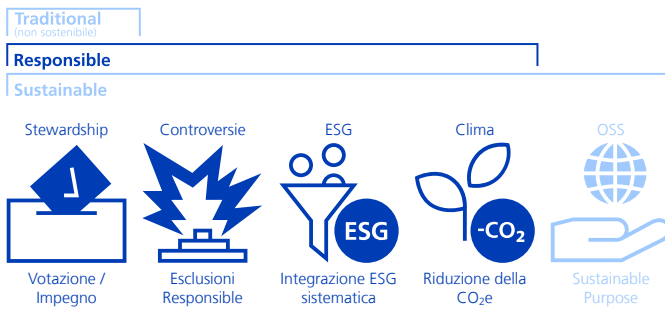 Traditional
(non sostenibile)
Responsible
Sustainable
Stewardship
Controversie
ESG
Clima
OSS
ESG
-CO₂
Votazione /
Impegno
Esclusioni
Responsible
Integrazione ESG
sistematica
Riduzione della
CO₂e
Sustainable
Purpose